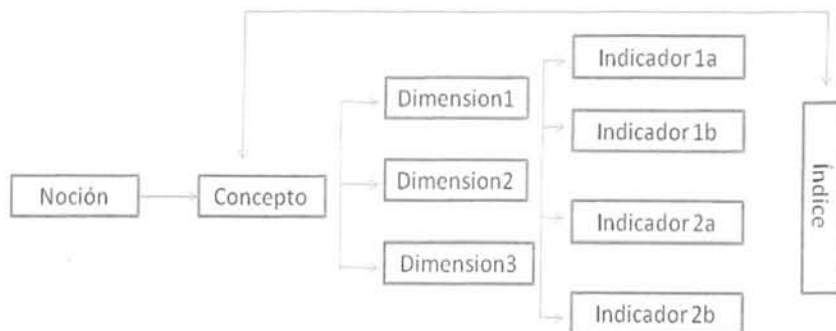 Noción
Concepto
Dimension1
Dimension2
Dimension3
Indicador 1a
Indicador 1b
Indicador 2a
Indicador 2b
Índice